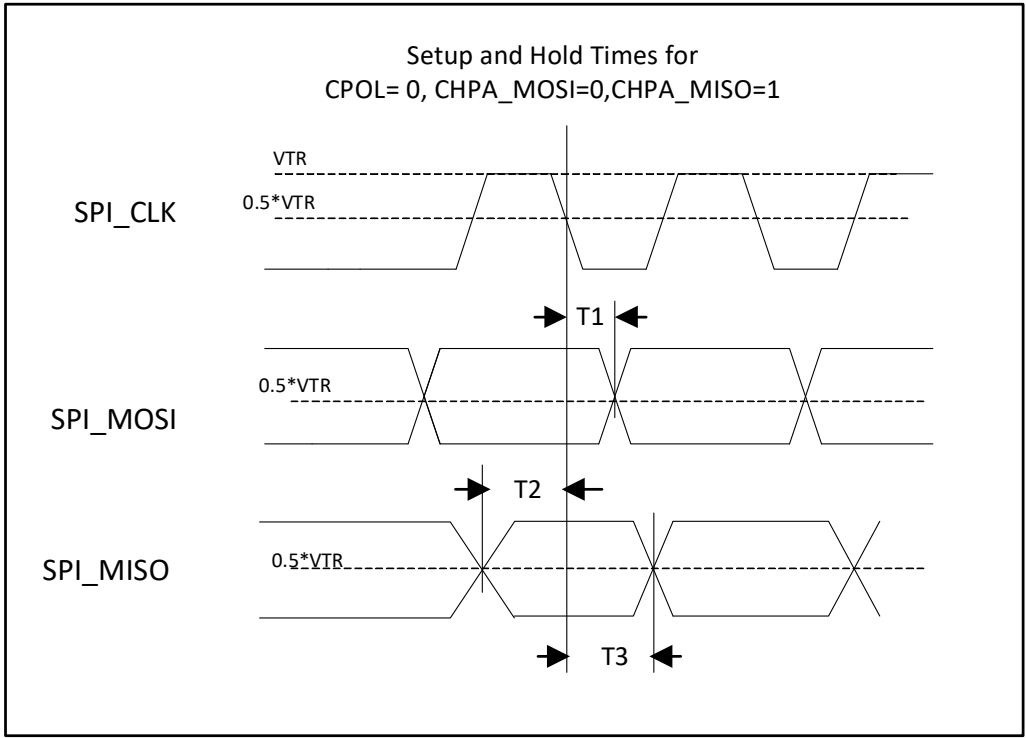 Setup and Hold Times for
CPOL= 0, CHPA_MOSI=0,CHPA_MISO=1
VTR
SPI_CLK
0.5*VTR
T1
0.5*VTR
SPI_MOSI
T2
SPI_MISO
0.5*VTR
T3